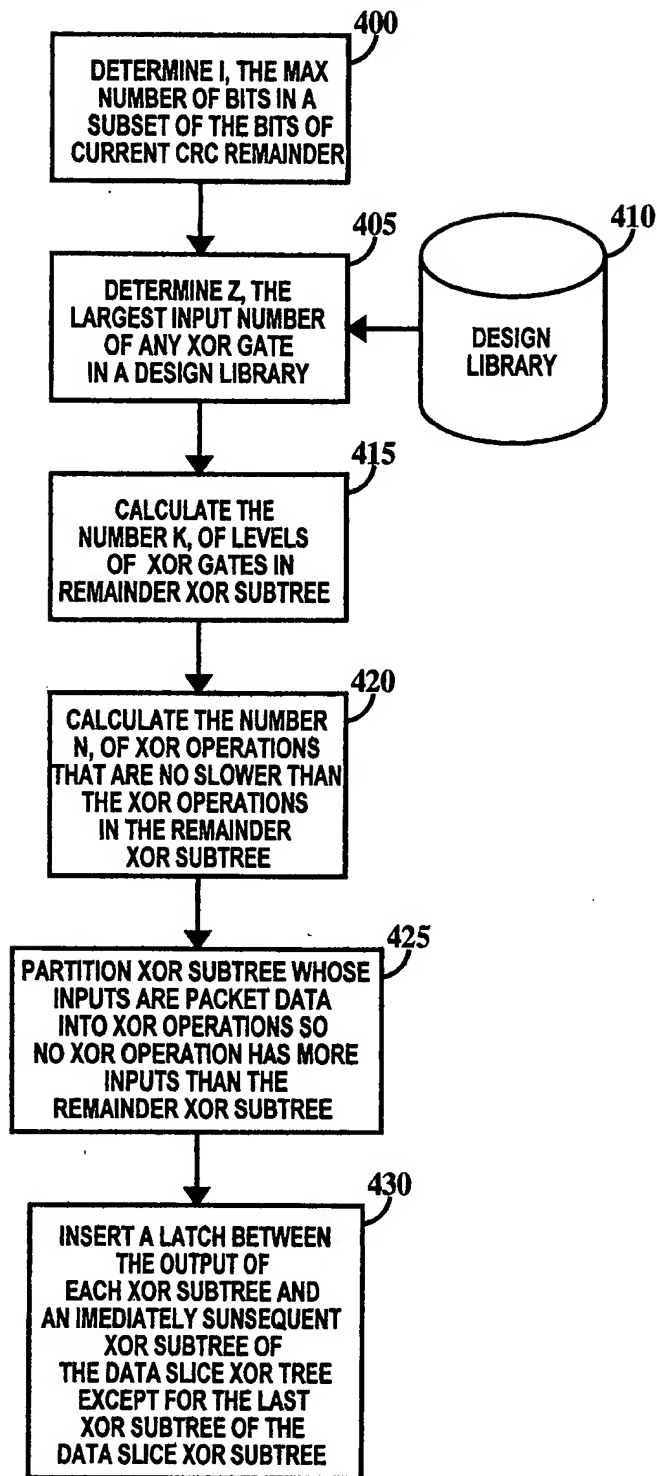 400
DETERMINE I, THE MAX
NUMBER OF BITS IN A
SUBSET OF THE BITS OF
CURRENT CRC REMAINDER
405
DETERMINE Z, THE
LARGEST INPUT NUMBER
OF ANY XOR GATE
IN A DESIGN LIBRARY
410
DESIGN
LIBRARY
415
CALCULATE THE
NUMBER K, OF LEVELS
OF XOR GATES IN
REMAINDER XOR SUBTREE
420
CALCULATE THE NUMBER
N, OF XOR OPERATIONS
THAT ARE NO SLOWER THAN
THE XOR OPERATIONS
IN THE REMAINDER
XOR SUBTREE
425
PARTITION XOR SUBTREE WHOSE
INPUTS ARE PACKET DATA
INTO XOR OPERATIONS SO
NO XOR OPERATION HAS MORE
INPUTS THAN THE
REMAINDER XOR SUBTREE
430
INSERT A LATCH BETWEEN
THE OUTPUT OF
EACH XOR SUBTREE AND
AN IMEDIATELY SUNSEQUENT
XOR SUBTREE OF
THE DATA SLICE XOR TREE
EXCEPT FOR THE LAST
XOR SUBTREE OF THE
DATA SLICE XOR SUBTREE